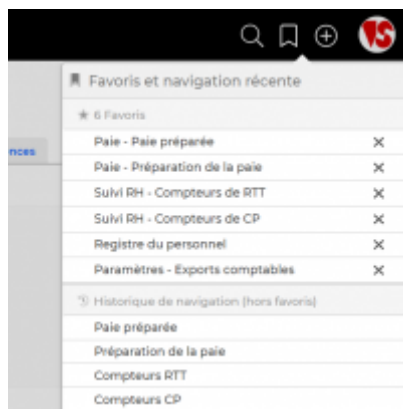 VS
Favoris et navigation récente
6 Favoris
nces
Paie - Paie préparée
Paie - Préparation de la paie
Suivi RH - Compteurs de RTT
Suivi RH - Compteurs de CP
Registre du personnel
Paramètres - Exports comptables
Historique de navigation (hors favoris)
Paie préparée
Préparation de la paie
Compteurs RTT
Compteurs CP